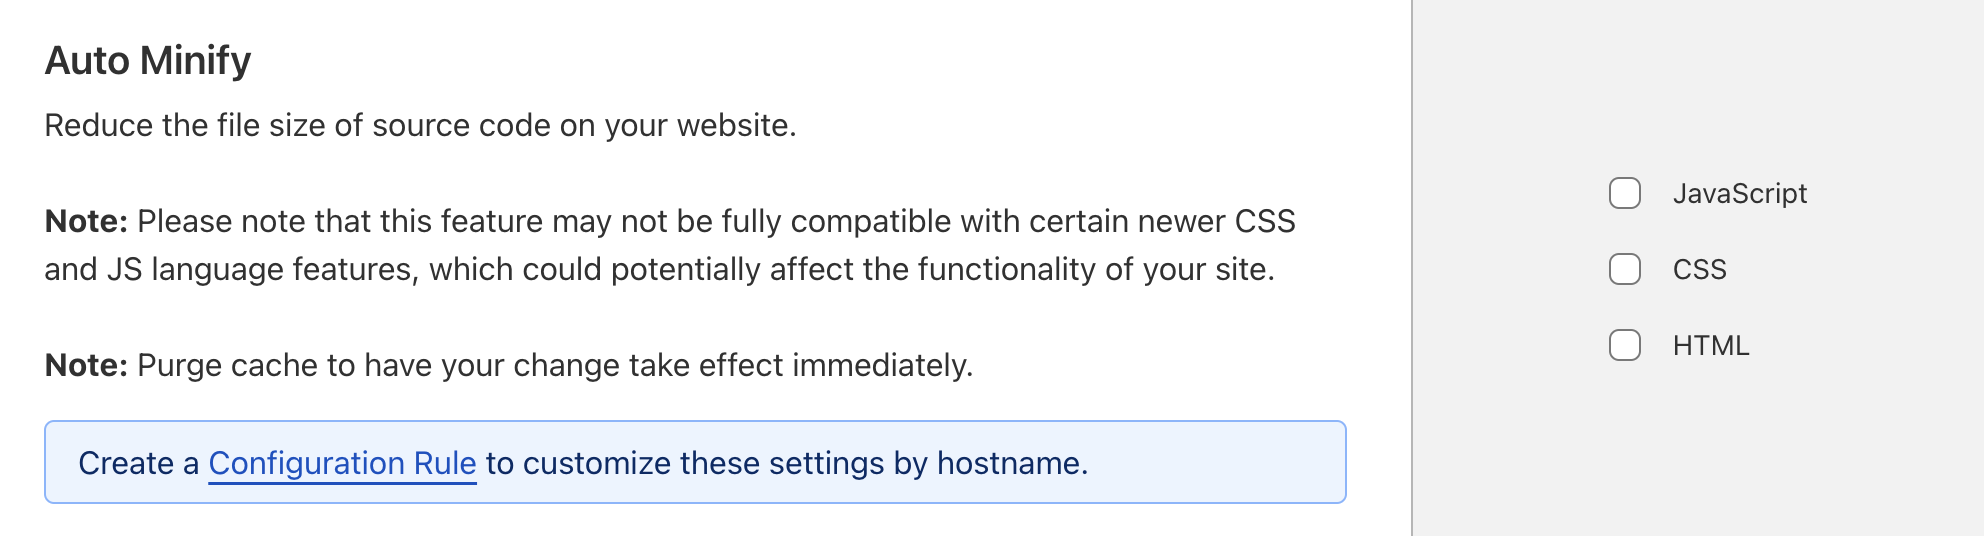 Auto Minify
Reduce the file size of source code on your website.
Note: Please note that this feature may not be fully compatible with certain newer CSS
and JS language features, which could potentially affect the functionality of your site.
Note: Purge cache to have your change take effect immediately.
Create a Configuration Rule to customize these settings by hostname.
JavaScript
CSS
HTML